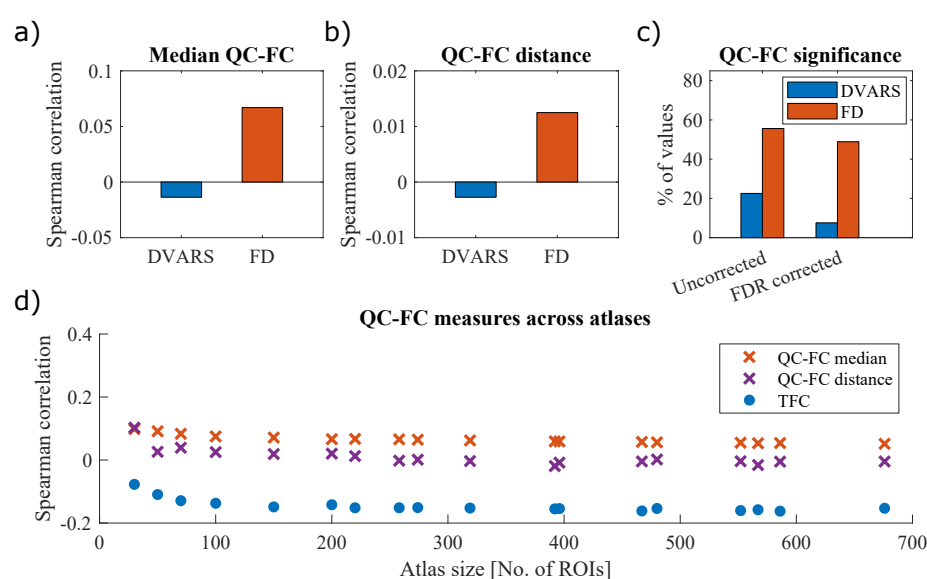 a)
Median QC-FC
Spearman correlation
0.1
0.05
0
-0.05
DVARS FD
b)
QC-FC distance
Spearman correlation
0.02
0.01
0
-0.01
DVARS FD
c)
QC-FC significance
% of values
80
60
40
20
0
DVARS
FD
Uncorrected
FDR corrected
d)
QC-FC measures across atlases
Spearman correlation
0.4
0.2
0
-0.2
QC-FC median
QC-FC distance
TFC
0 100 200 300 400 500 600 700
Atlas size [No. of ROIs]